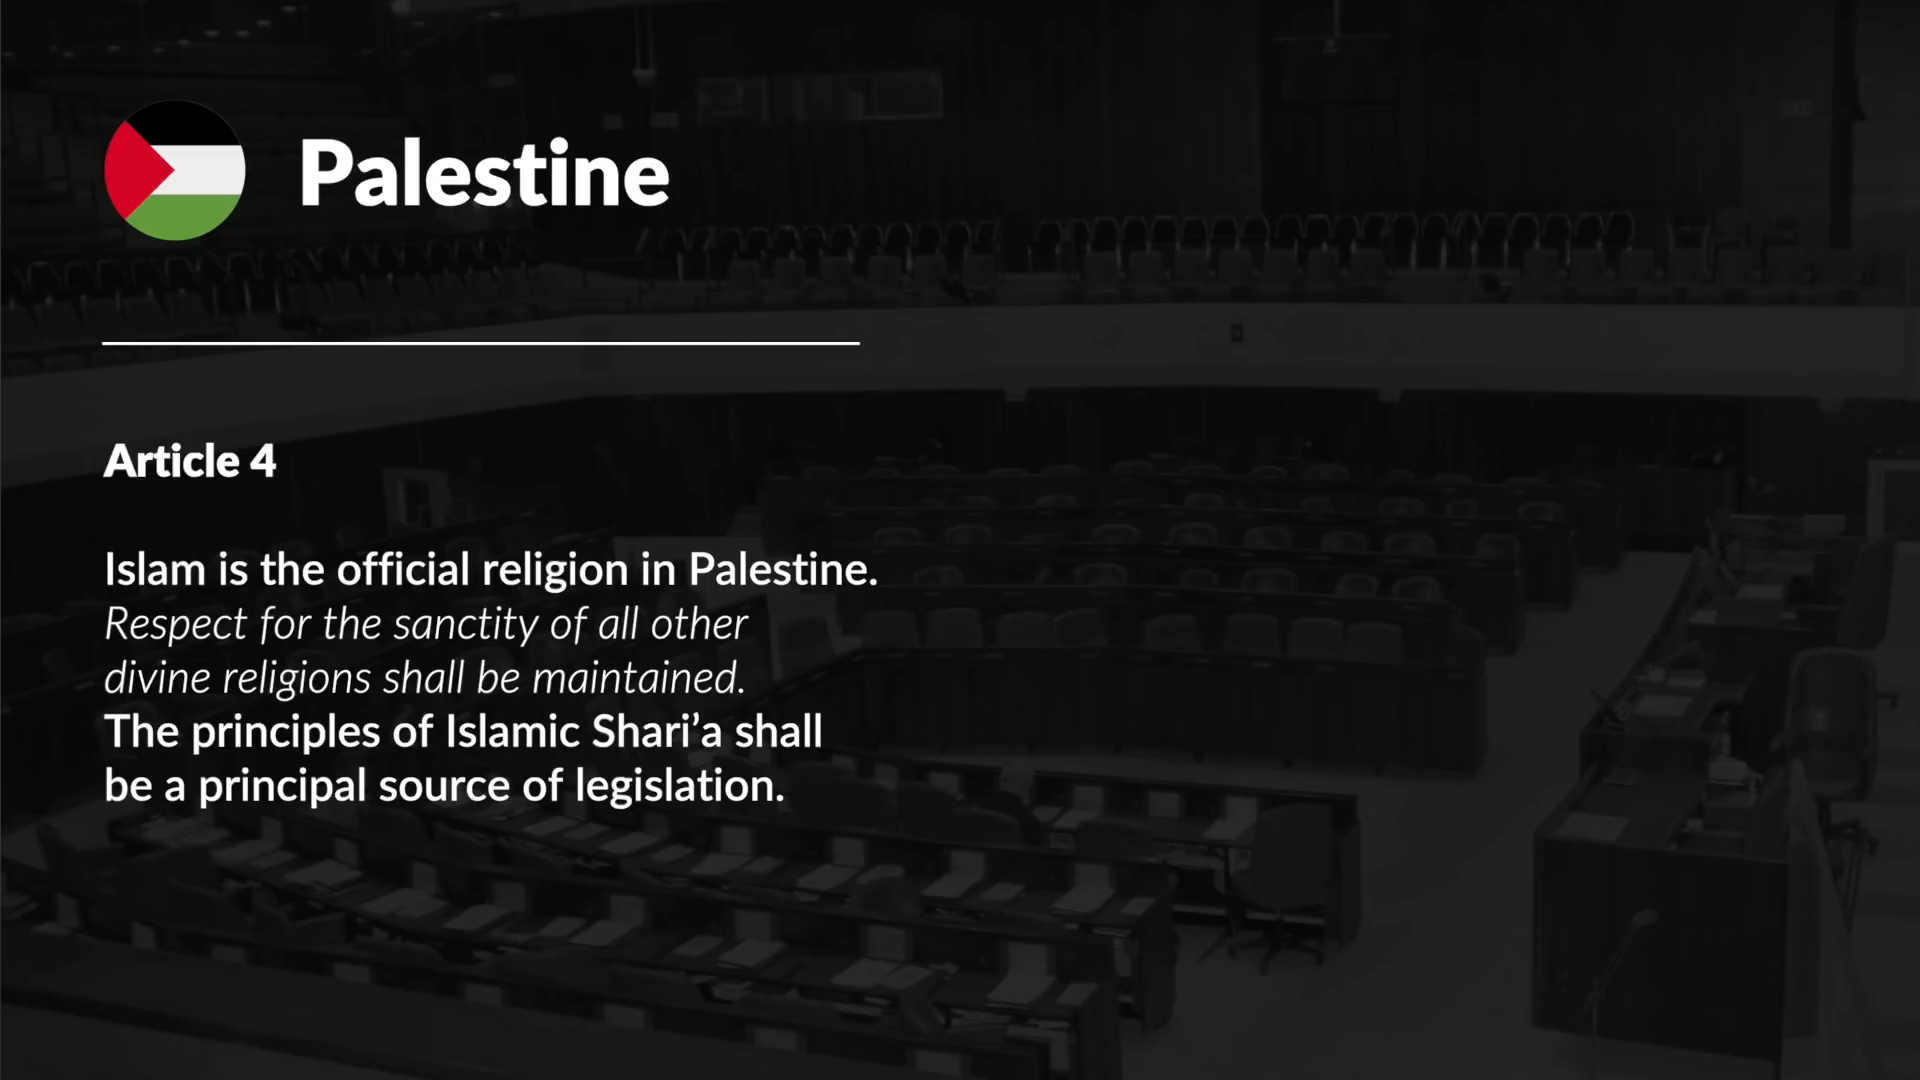 Palestine
Article 4
Islam is the official religion in Palestine.
Respect for the sanctity of all other
divine religions shall be maintained.
The principles of Islamic Shari’a shall
be a principal source of legislation.